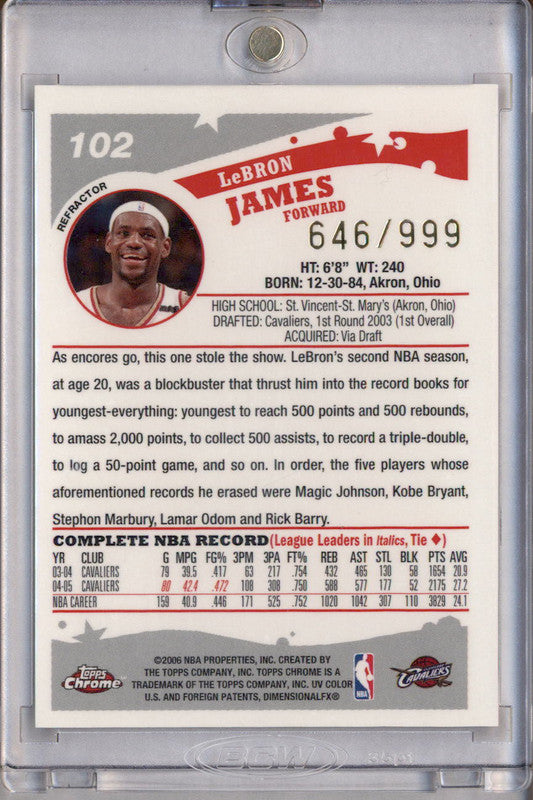 102
REFRACTOR
LeBRON
JAMES
FORWARD
646/999
HT: 6'8" WT: 240
BORN: 12-30-84, Akron, Ohio
HIGH SCHOOL: St. Vincent-St. Mary's (Akron, Ohio)
DRAFTED: Cavaliers, 1st Round 2003 (1st Overall)
ACQUIRED: Via Draft
As encores go, this one stole the show. LeBron's second NBA season,
at age 20, was a blockbuster that thrust him into the record books for
youngest-everything: youngest to reach 500 points and 500 rebounds,
to amass 2,000 points, to collect 500 assists, to record a triple-double,
to log a 50-point game, and so on. In order, the five players whose
aforementioned records he erased were Magic Johnson, Kobe Bryant,
Stephon Marbury, Lamar Odom and Rick Barry.
COMPLETE NBA RECORD (League Leaders in Italics, Tie ♦)
YR CLUB G MPG FG% 3PM 3PA FT% REB AST STL BLK PTS AVG
03-04 CAVALIERS 79 39.5 .417 63 217 .754 432 465 130 58 1654 20.9
04-05 CAVALIERS 80 42.4 .472 108 308 .750 588 577 177 52 2175 27.2
NBA CAREER 159 40.9 .446 171 525 .752 1020 1042 307 110 3829 24.1
©2006 NBA PROPERTIES, INC. CREATED BY
THE TOPPS COMPANY, INC. TOPPS CHROME IS A
TRADEMARK OF THE TOPPS COMPANY, INC. UV COLOR
U.S. AND FOREIGN PATENTS, DIMENSIONALFX®
Topps
Chrome
NBA
CAVALIERS
BCW